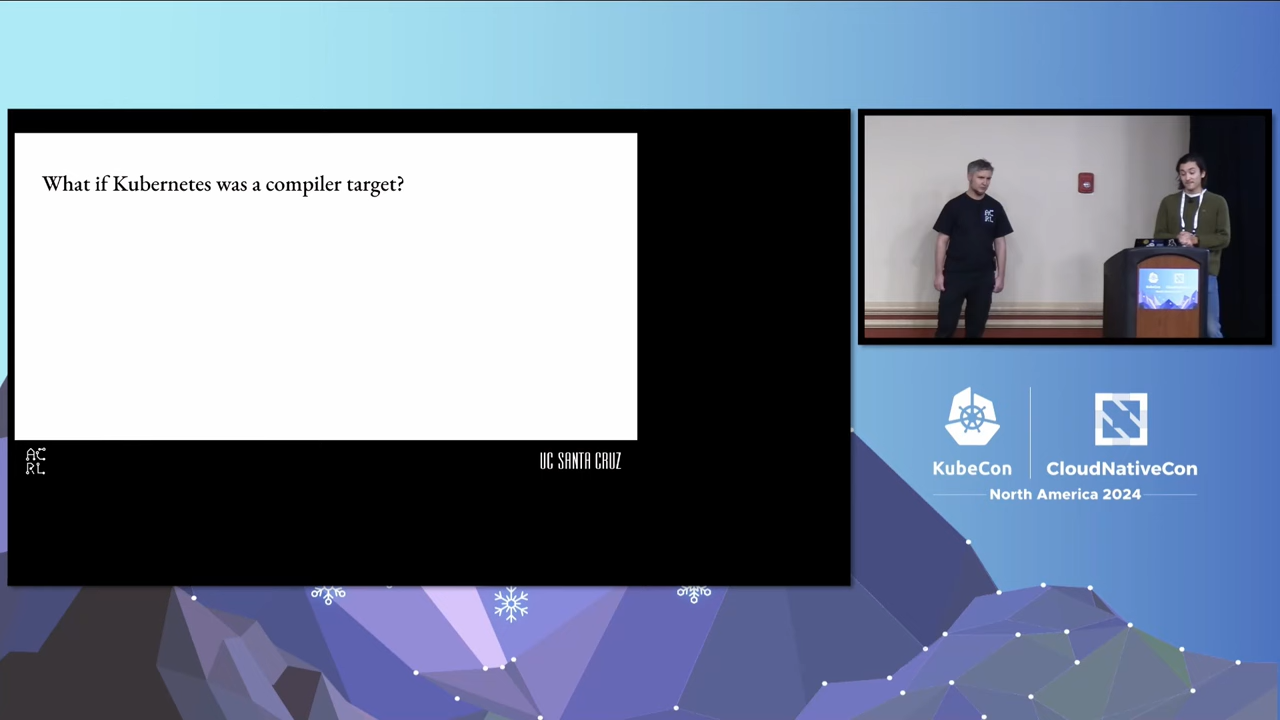 What if Kubernetes was a compiler target?
AC
RL
UC SANTA CRUZ
AC
RL
KubeCon
CloudNativeCon
North America 2024